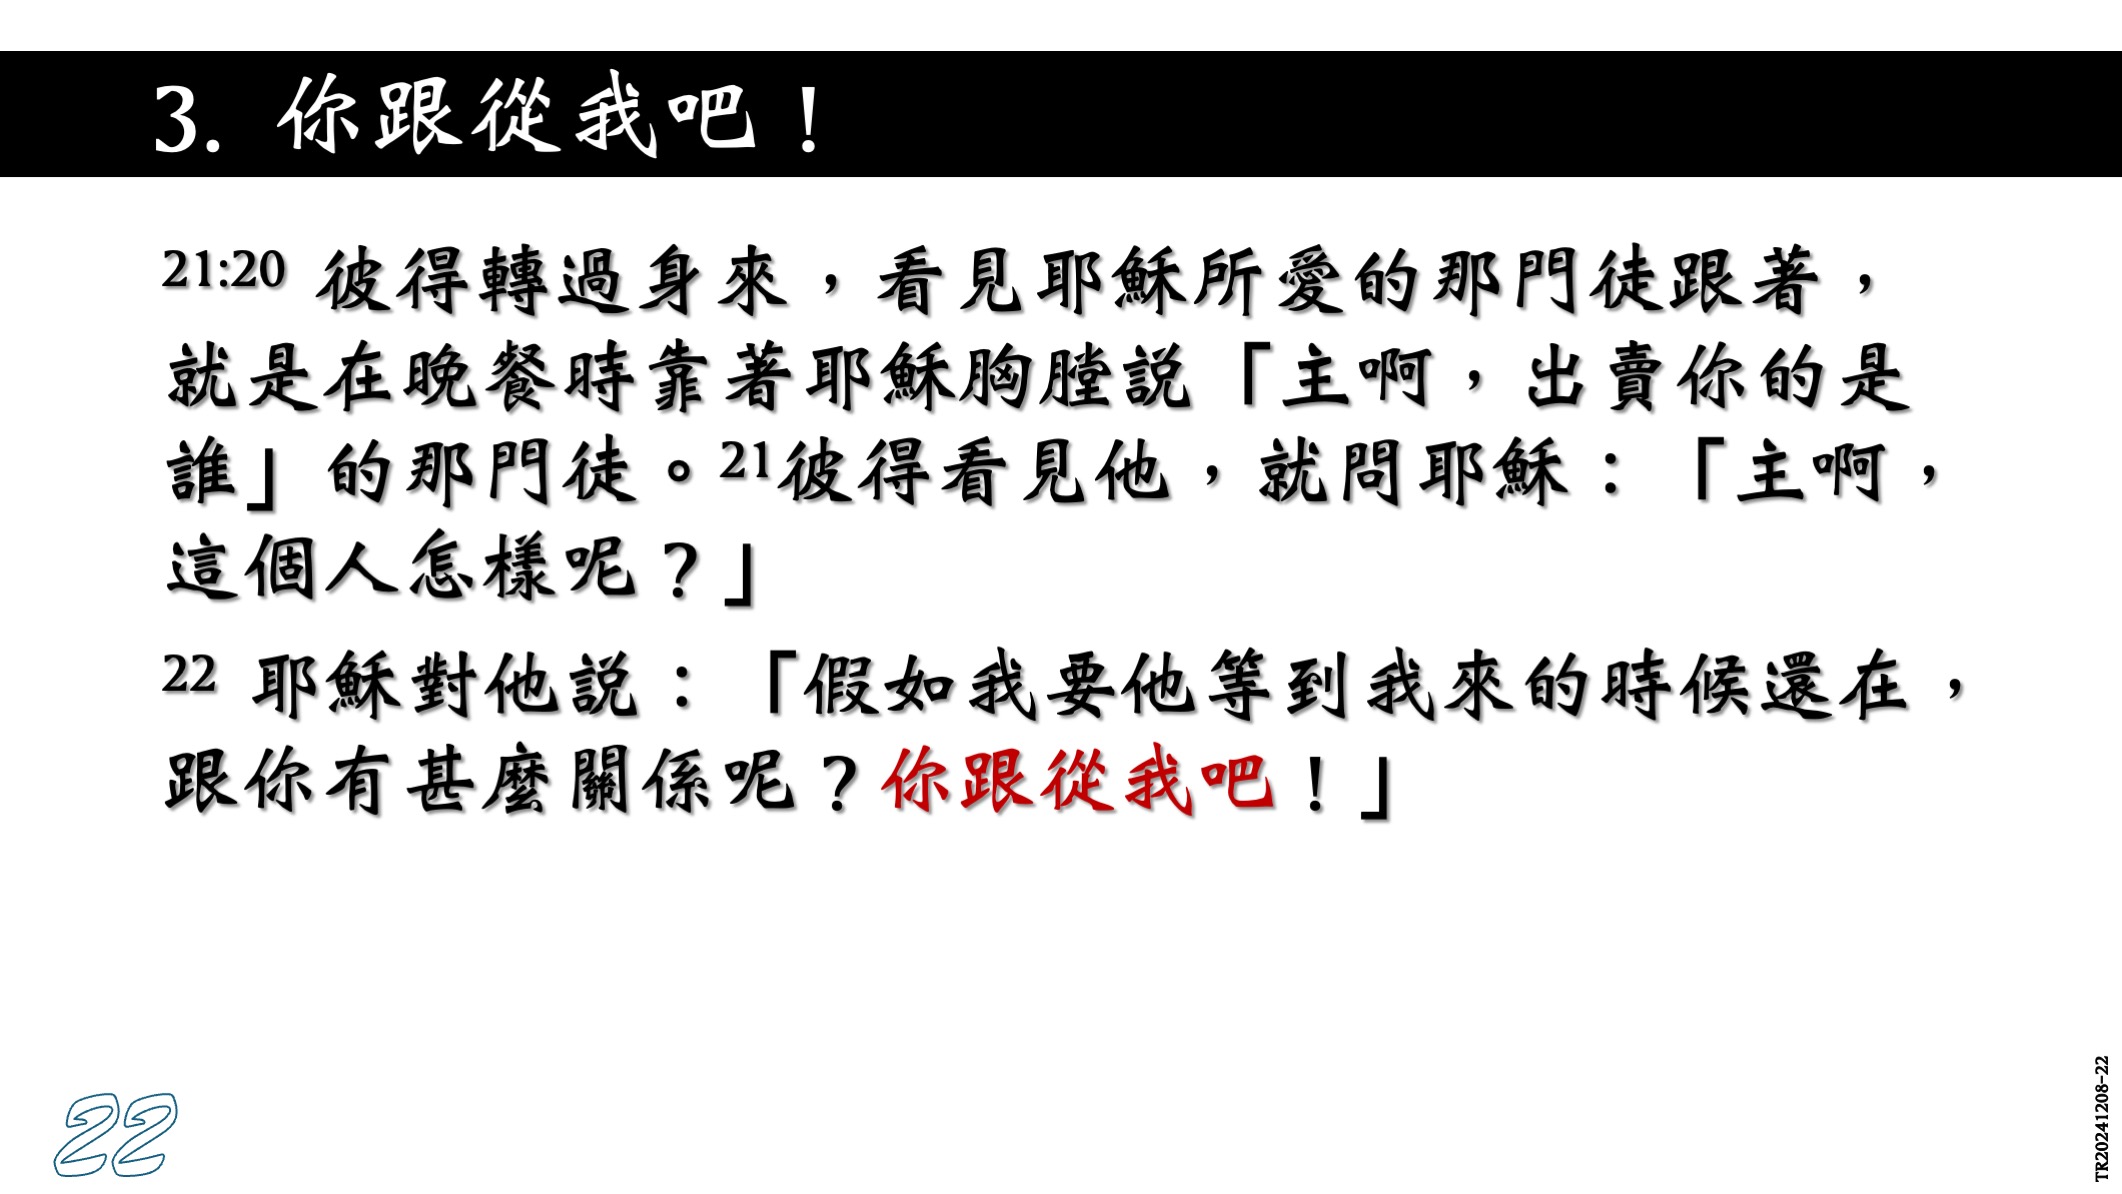 3. 你跟從我吧！
21:20 彼得轉過身來，看見耶穌所愛的那門徒跟著，
就是在晚餐時靠著耶穌胸膛說「主啊，出賣你的是
誰」的那門徒。21彼得看見他，就問耶穌：「主啊，
這個人怎樣呢？」
22 耶穌對他說：「假如我要他等到我來的時候還在，
跟你有甚麼關係呢？你跟從我吧！」
22
TR20241208-22